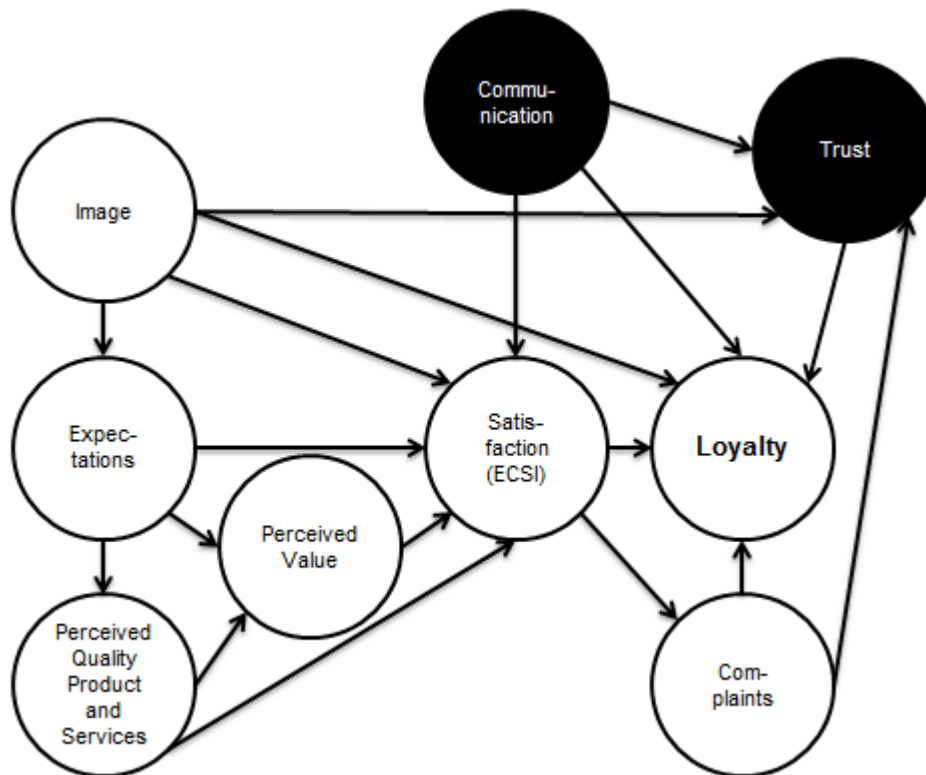 Commu-
nication
Trust
Image
Expec-
tations
Satis-
faction
(ECSI)
Loyalty
Perceived
Value
Perceived
Quality
Product
and
Services
Com-
plaints